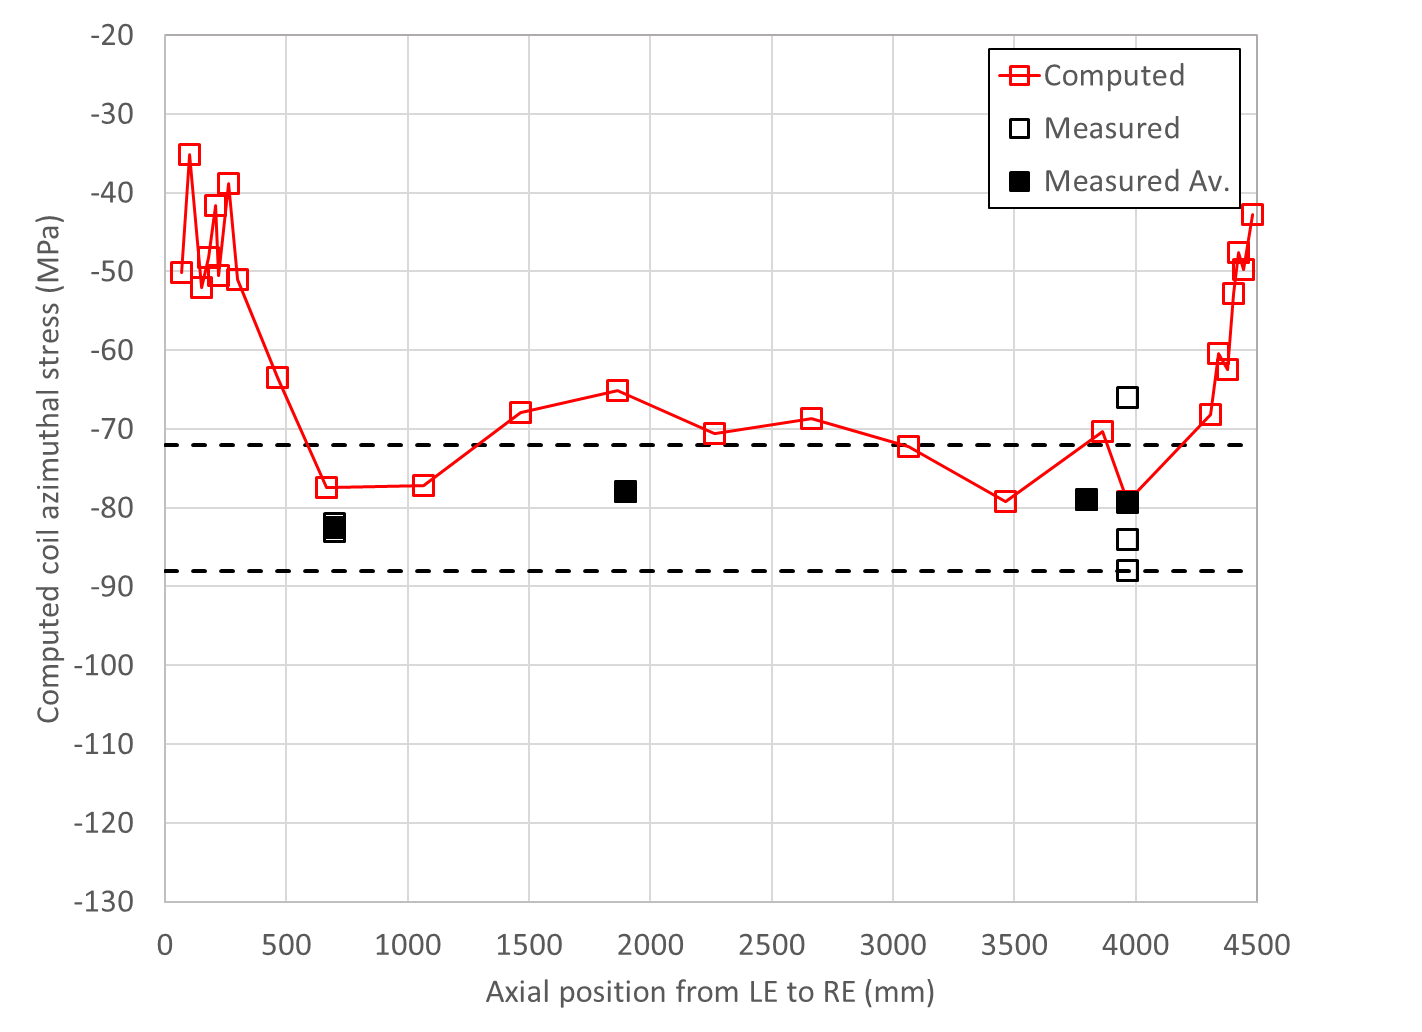 -20
-30
-40
-50
-60
-70
-80
-90
-100
-110
-120
-130
Computed coil azimuthal stress (MPa)
Computed
Measured
Measured Av.
0 500 1000 1500 2000 2500 3000 3500 4000 4500
Axial position from LE to RE (mm)